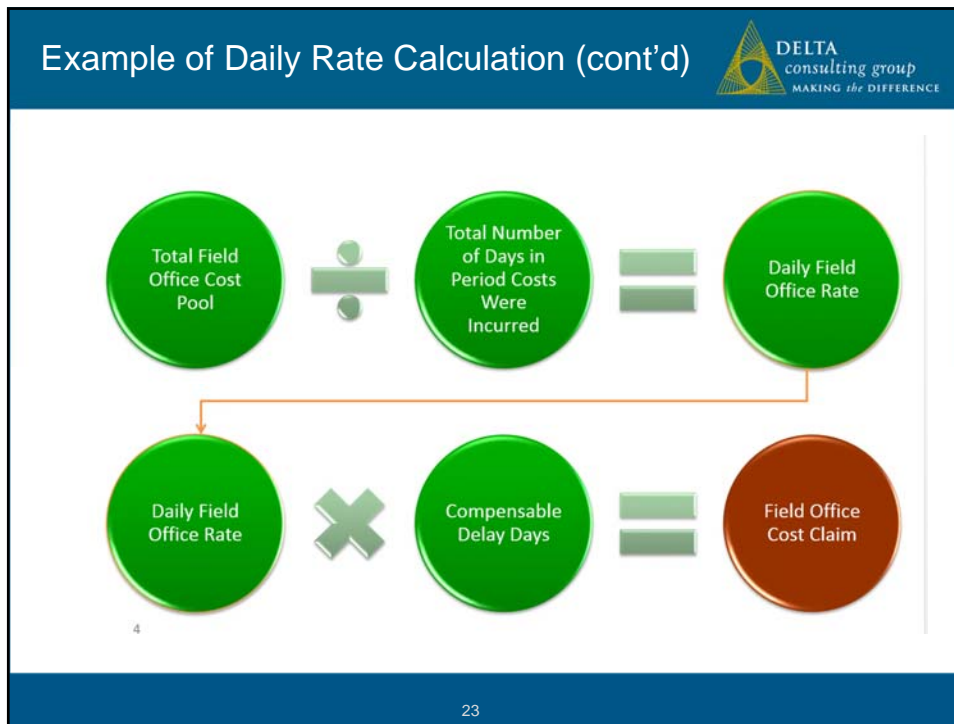 Example of Daily Rate Calculation (cont'd)
DELTA
consulting group
MAKING the DIFFERENCE
Total Field
Office Cost
Pool
Total Number
of Days in
Period Costs
Were
Incurred
Daily Field
Office Rate
Daily Field
Office Rate
Compensable
Delay Days
Field Office
Cost Claim
4
23